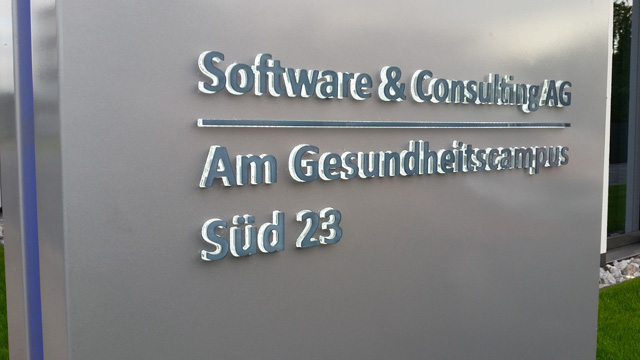 Software & Consulting AG
Am Gesundheitscampus
Süd 23